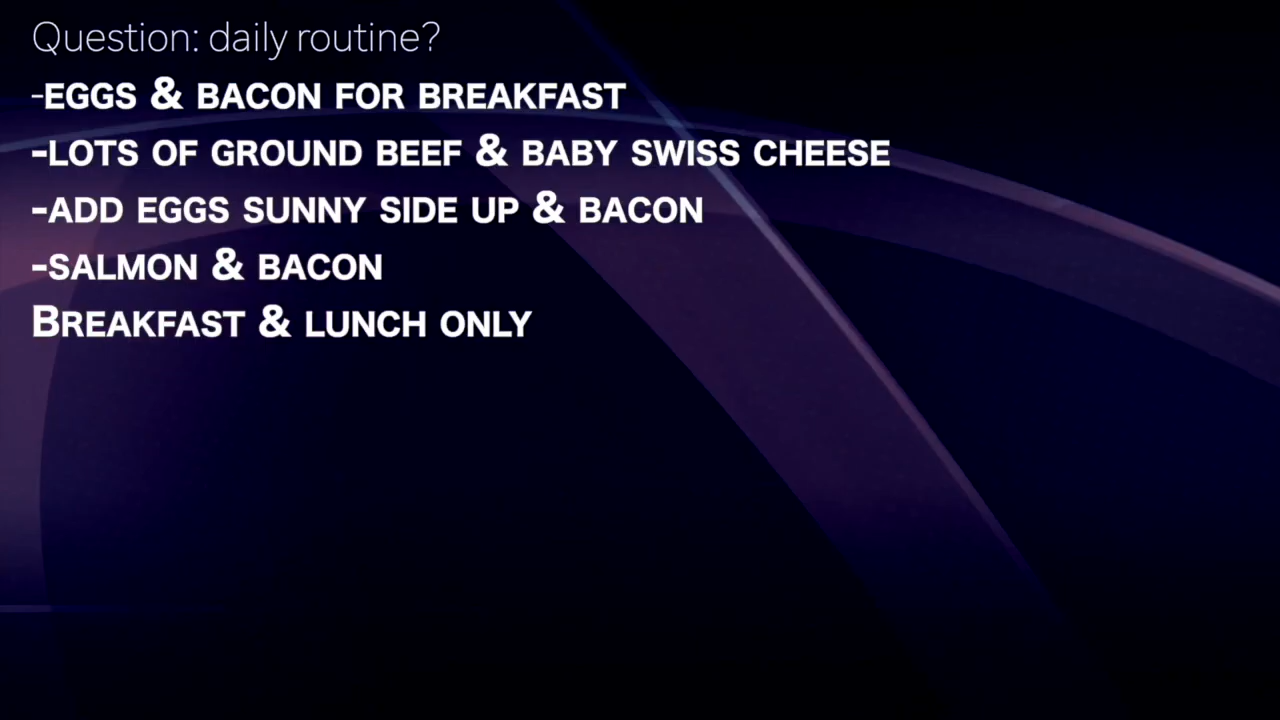 Question: daily routine?
-EGGS & BACON FOR BREAKFAST
-LOTS OF GROUND BEEF & BABY SWISS CHEESE
-ADD EGGS SUNNY SIDE UP & BACON
-SALMON & BACON
BREAKFAST & LUNCH ONLY